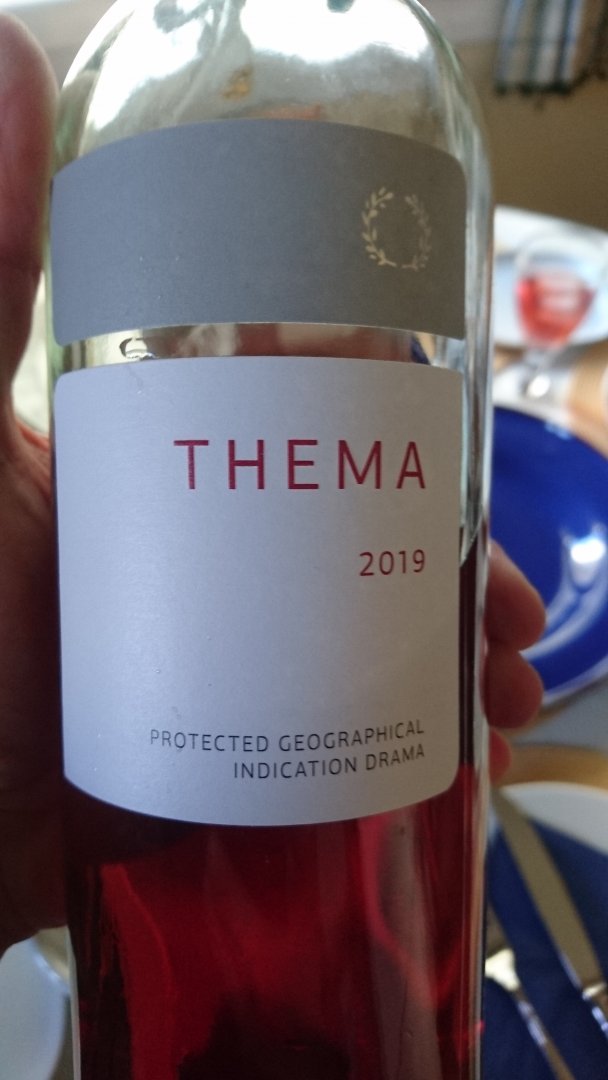 THEMA
2019
PROTECTED GEOGRAPHICAL
INDICATION DRAMA